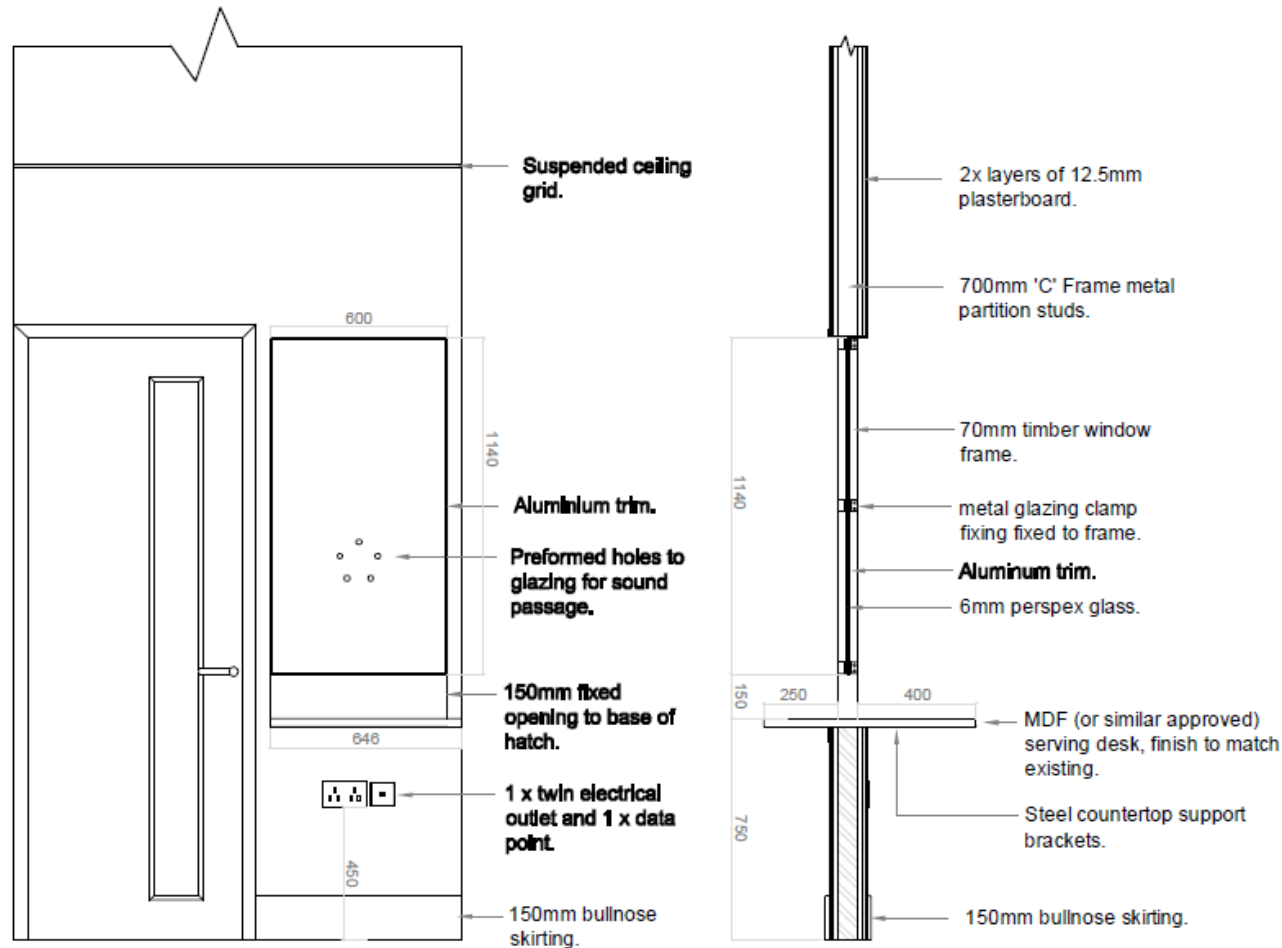 Suspended ceiling
grid.
600
1140
Aluminium trim.
Preformed holes to
glazing for sound
passage.
150mm fixed
opening to base of
hatch.
646
1 x twin electrical
outlet and 1 x data
point.
450
150mm bullnose
skirting.
2x layers of 12.5mm
plasterboard.
700mm 'C' Frame metal
partition studs.
1140
70mm timber window
frame.
metal glazing clamp
fixing fixed to frame.
Aluminum trim.
6mm perspex glass.
150
250
400
MDF (or similar approved)
serving desk, finish to match
existing.
Steel countertop support
brackets.
750
150mm bullnose skirting.